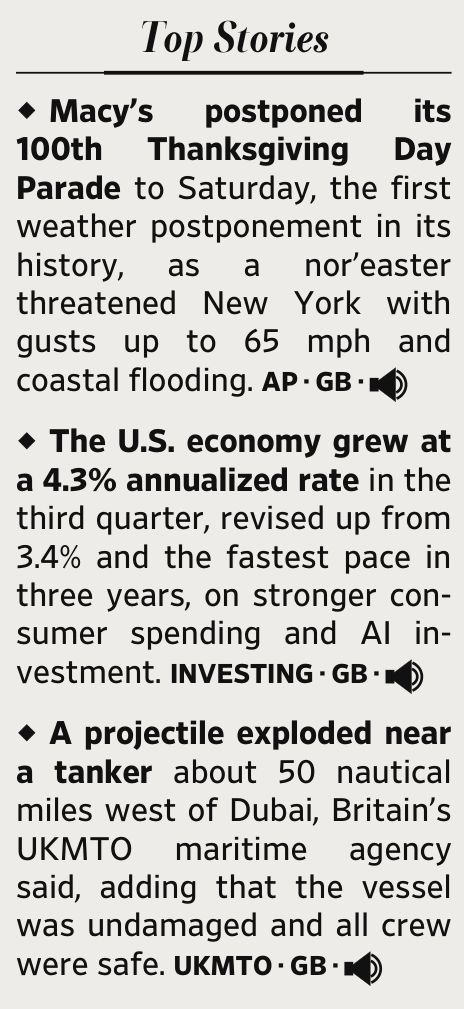 Top Stories
◆ Macy’s postponed its
100th Thanksgiving Day
Parade to Saturday, the first
weather postponement in its
history, as a nor’easter
threatened New York with
gusts up to 65 mph and
coastal flooding. AP · GB ·
◆ The U.S. economy grew at
a 4.3% annualized rate in the
third quarter, revised up from
3.4% and the fastest pace in
three years, on stronger con-
sumer spending and AI in-
vestment. INVESTING · GB ·
◆ A projectile exploded near
a tanker about 50 nautical
miles west of Dubai, Britain’s
UKMTO maritime agency
said, adding that the vessel
was undamaged and all crew
were safe. UKMTO · GB ·